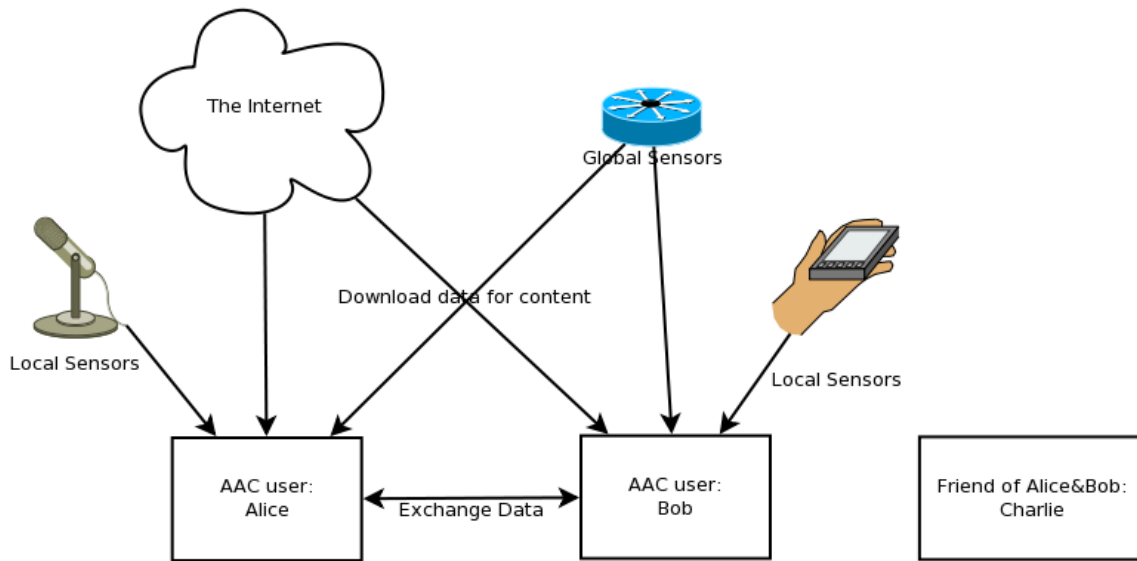 The Internet
Global Sensors
Download data for content
Local Sensors
Local Sensors
AAC user:
Alice
Exchange Data
AAC user:
Bob
Friend of Alice&Bob:
Charlie